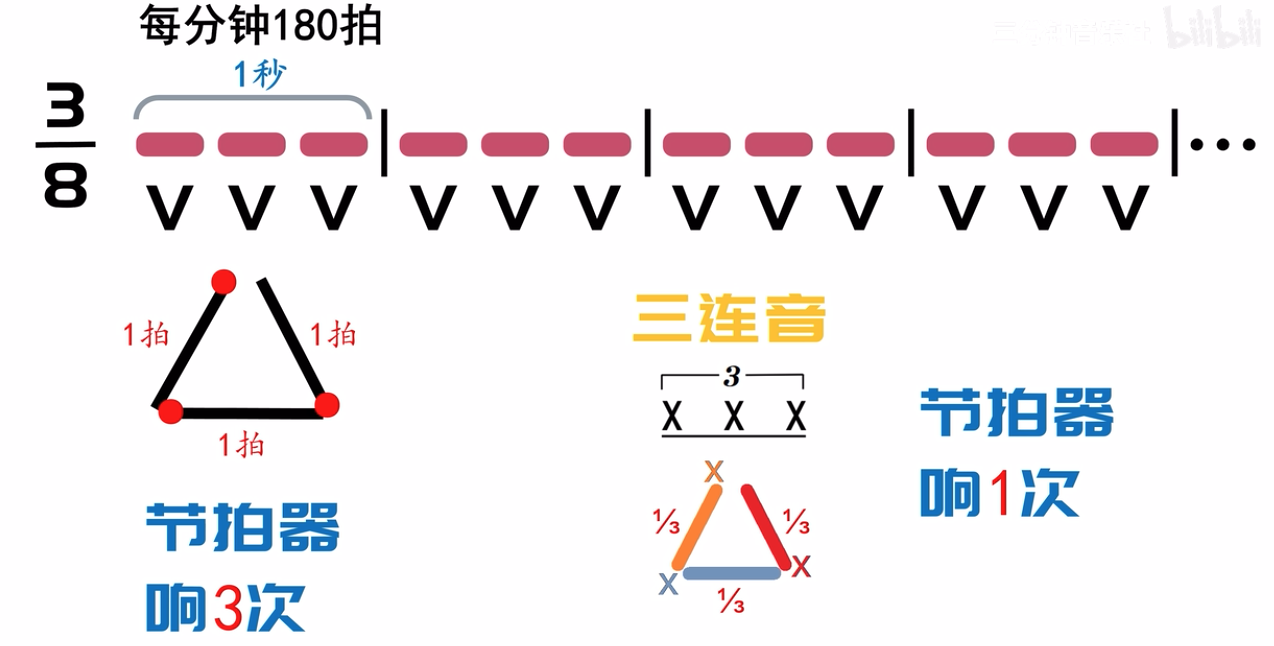 每分钟180拍
bilibili
1秒
3
8
V V V V V V V V V V V V
1拍 1拍
1拍
节拍器
响3次
三连音
3
X X X
X
⅓ ⅓
X X
⅓
节拍器
响1次